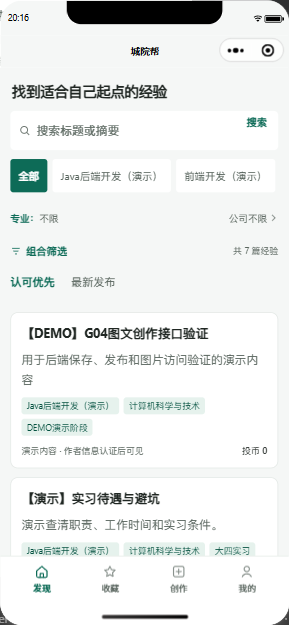 20:16
城院帮
找到适合自己起点的经验
搜索标题或摘要
搜索
全部 Java后端开发（演示） 前端开发（演示）
专业：不限 公司不限
组合筛选 共 7 篇经验
认可优先 最新发布
【DEMO】G04图文创作接口验证
用于后端保存、发布和图片访问验证的演示内
容
Java后端开发（演示） 计算机科学与技术
DEMO演示阶段
演示内容 · 作者信息认证后可见 投币 0
【演示】实习待遇与避坑
演示查清职责、工作时间和实习条件。
Java后端开发（演示） 计算机科学与技术 大四实习
发现 收藏 创作 我的